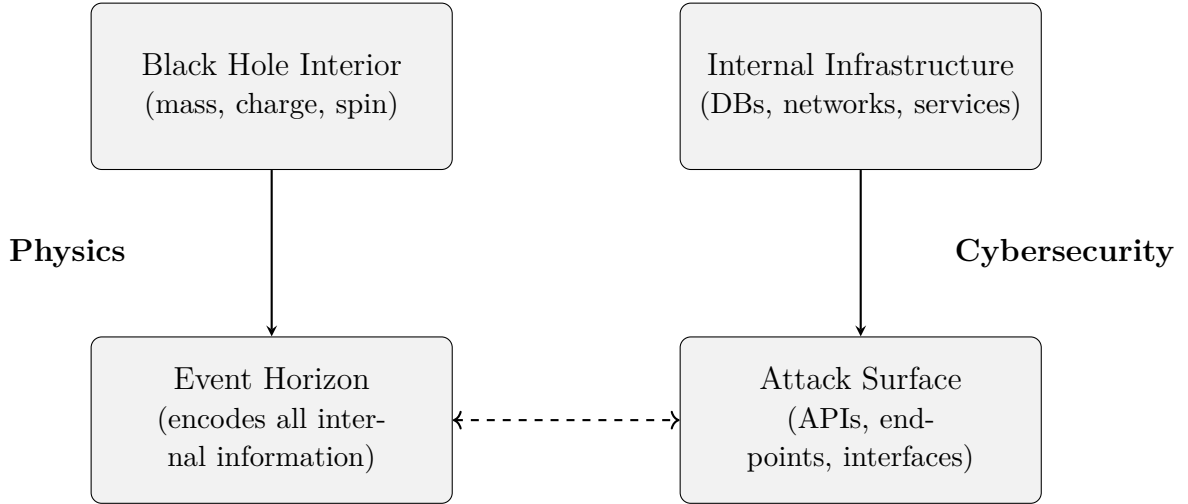 Black Hole Interior
(mass, charge, spin)
Internal Infrastructure
(DBs, networks, services)
Physics
Cybersecurity
Event Horizon
(encodes all inter-
nal information)
Attack Surface
(APIs, end-
points, interfaces)